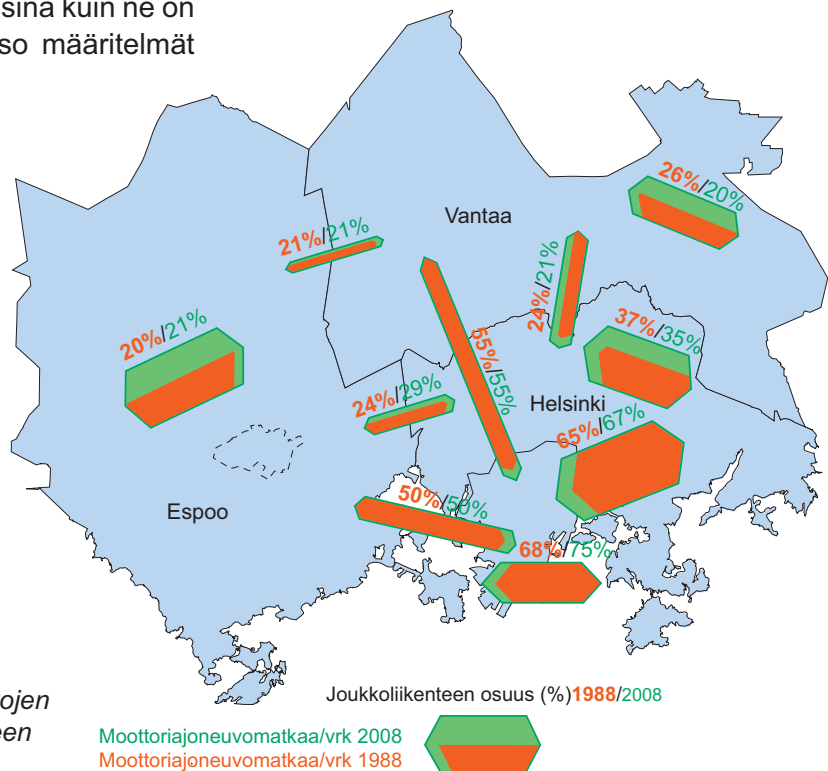 sinä kuin ne on
so määritelmät
26%/20%
Vantaa
21%/21%
24%/21%
20%/21%
37%/35%
55%/55%
24%/29%
Helsinki
65%/67%
50%/50%
Espoo
68%/75%
ojen
Joukkoliikenteen osuus (%)1988/2008
een
Moottoriajoneuvomatkaa/vrk 2008
Moottoriajoneuvomatkaa/vrk 1988